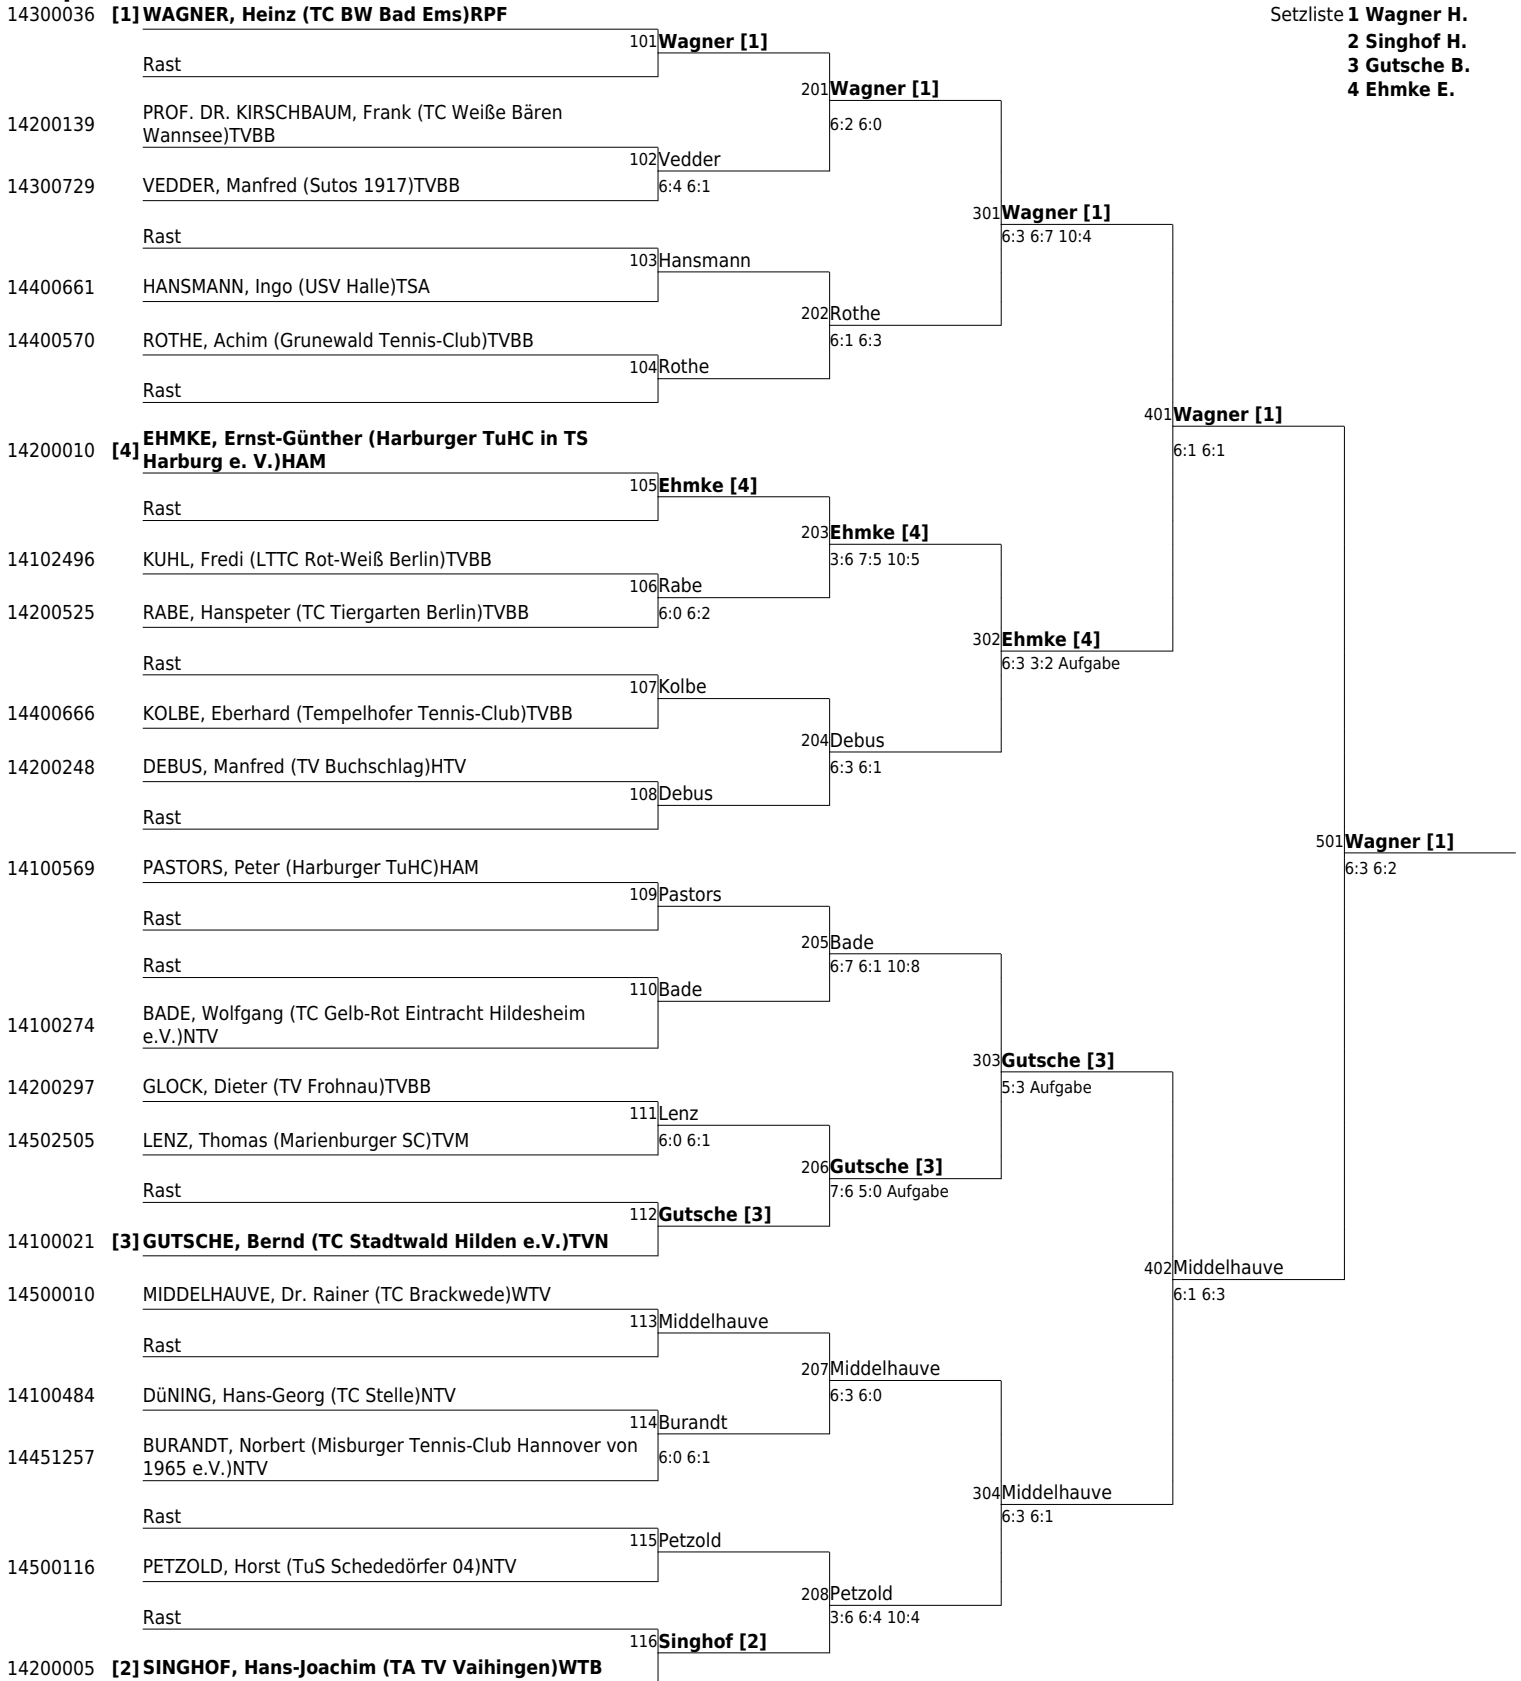 14300036 [1] WAGNER, Heinz (TC BW Bad Ems)RPF
Setzliste 1 Wagner H.
101 Wagner [1]
2 Singhof H.
Rast
3 Gutsche B.
201 Wagner [1]
4 Ehmke E.
PROF. DR. KIRSCHBAUM, Frank (TC Weiße Bären
14200139
6:2 6:0
Wannsee)TVBB
102 Vedder
14300729 VEDDER, Manfred (Sutos 1917)TVBB
6:4 6:1
301 Wagner [1]
Rast
6:3 6:7 10:4
103 Hansmann
14400661 HANSMANN, Ingo (USV Halle)TSA
202 Rothe
14400570 ROTHE, Achim (Grunewald Tennis-Club)TVBB
6:1 6:3
104 Rothe
Rast
401 Wagner [1]
EHMKE, Ernst-Günther (Harburger TuHC in TS
14200010 [4]
6:1 6:1
Harburg e. V.)HAM
105 Ehmke [4]
Rast
203 Ehmke [4]
14102496 KUHL, Fredi (LTTC Rot-Weiß Berlin)TVBB
3:6 7:5 10:5
106 Rabe
14200525 RABE, Hanspeter (TC Tiergarten Berlin)TVBB
6:0 6:2
302 Ehmke [4]
Rast
6:3 3:2 Aufgabe
107 Kolbe
14400666 KOLBE, Eberhard (Tempelhofer Tennis-Club)TVBB
204 Debus
14200248 DEBUS, Manfred (TV Buchschlag)HTV
6:3 6:1
108 Debus
Rast
501 Wagner [1]
14100569 PASTORS, Peter (Harburger TuHC)HAM
6:3 6:2
109 Pastors
Rast
205 Bade
Rast
6:7 6:1 10:8
110 Bade
BADE, Wolfgang (TC Gelb-Rot Eintracht Hildesheim
14100274
e.V.)NTV
303 Gutsche [3]
14200297 GLOCK, Dieter (TV Frohnau)TVBB
5:3 Aufgabe
111 Lenz
14502505 LENZ, Thomas (Marienburger SC)TVM
6:0 6:1
206 Gutsche [3]
Rast
7:6 5:0 Aufgabe
112 Gutsche [3]
14100021 [3] GUTSCHE, Bernd (TC Stadtwald Hilden e.V.)TVN
402 Middelhauve
14500010 MIDDELHAUVE, Dr. Rainer (TC Brackwede)WTV
6:1 6:3
113 Middelhauve
Rast
207 Middelhauve
14100484 DüNING, Hans-Georg (TC Stelle)NTV
6:3 6:0
114 Burandt
BURANDT, Norbert (Misburger Tennis-Club Hannover von
14451257
6:0 6:1
1965 e.V.)NTV
304 Middelhauve
Rast
6:3 6:1
115 Petzold
14500116 PETZOLD, Horst (TuS Schededörfer 04)NTV
208 Petzold
Rast
3:6 6:4 10:4
116 Singhof [2]
14200005 [2] SINGHOF, Hans-Joachim (TA TV Vaihingen)WTB